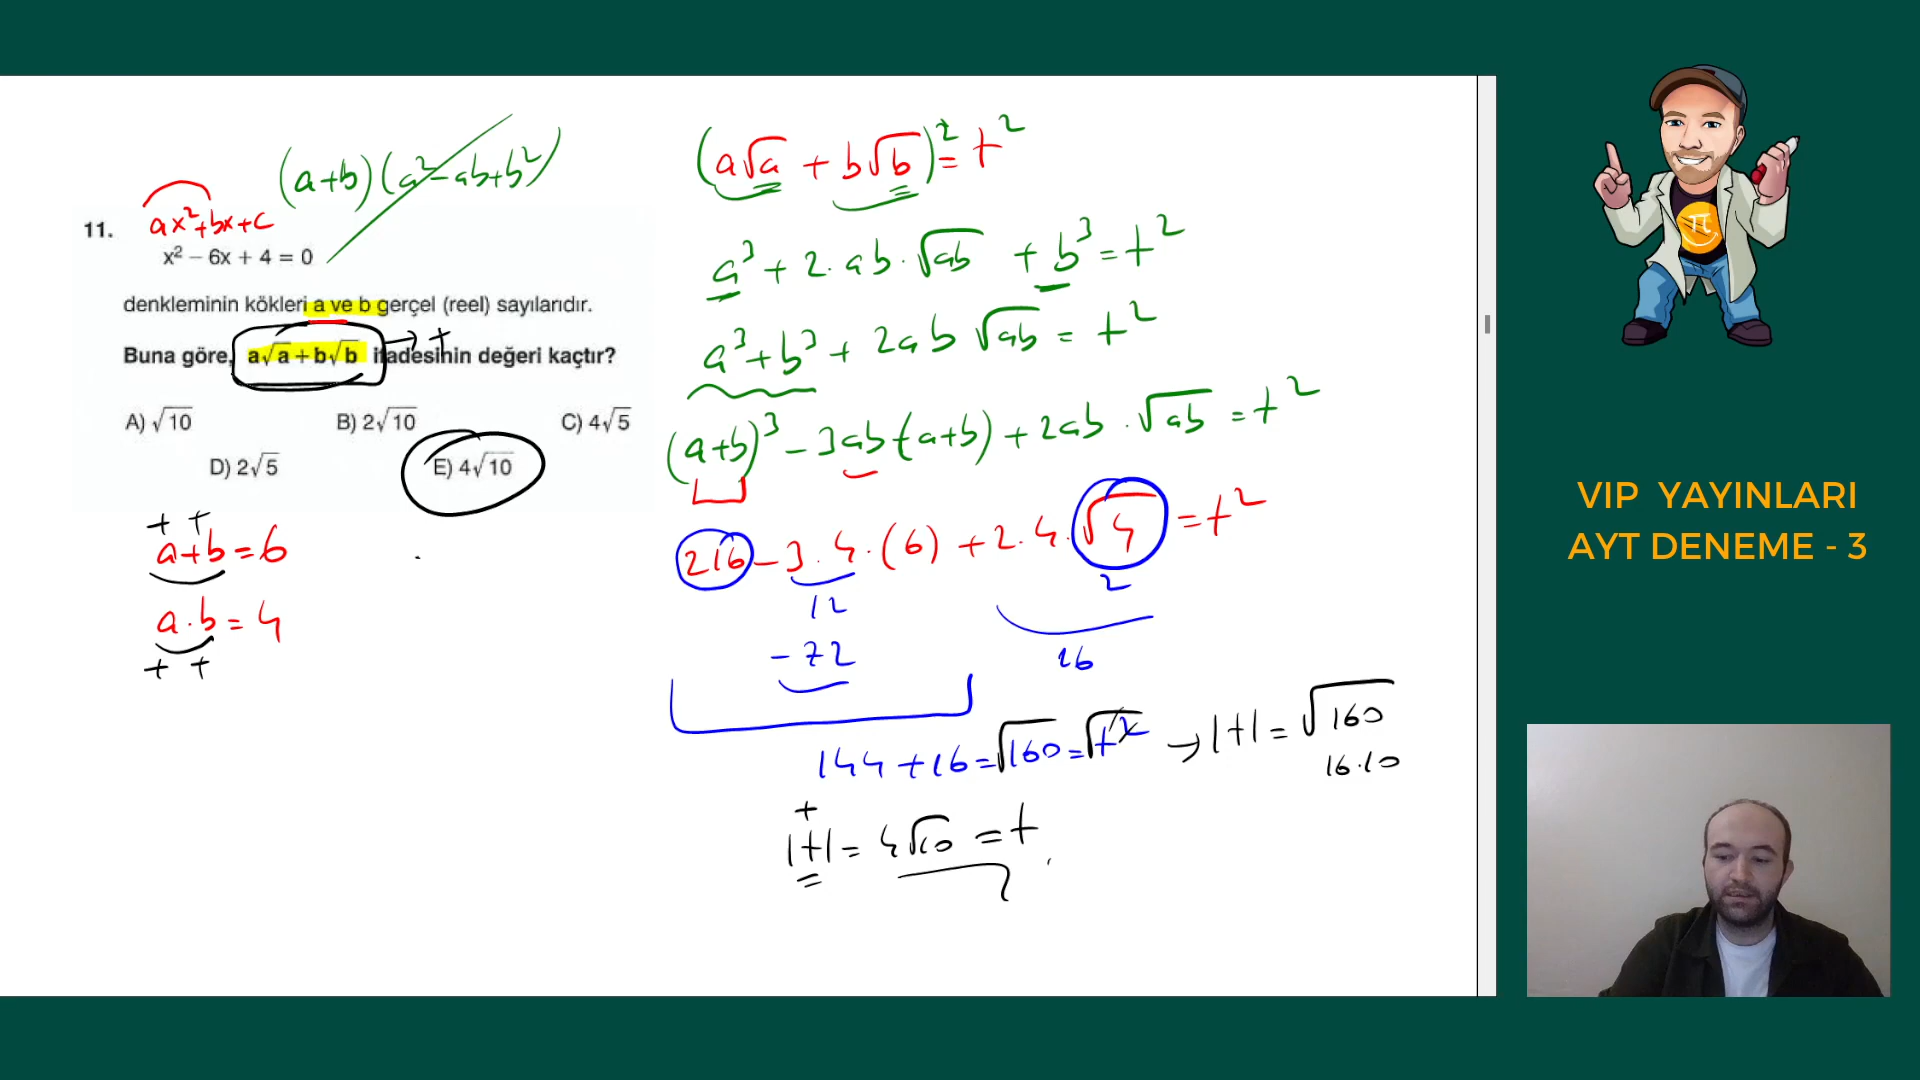 (a+b)(a²-ab+b²)
ax²+bx+c
11.
x² − 6x + 4 = 0
denkleminin kökleri a ve b gerçel (reel) sayılarıdır.
→ +
Buna göre, a√a + b√b ifadesinin değeri kaçtır?
A) √10 B) 2√10 C) 4√5
D) 2√5 E) 4√10
+ +
a+b=6
a·b=4
+ +
(a√a + b√b)² = t²
a³ + 2·ab·√ab + b³ = t²
a³+b³ + 2ab√ab = t²
(a+b)³ − 3ab·(a+b) + 2ab·√ab = t²
216 − 3.4.(6) + 2.4.√4 = t²
12 2
−72 16
144+16=√160=√t² → |t|=√160
16.10
+
|t| = 4√10 = t
π
VIP YAYINLARI
AYT DENEME - 3